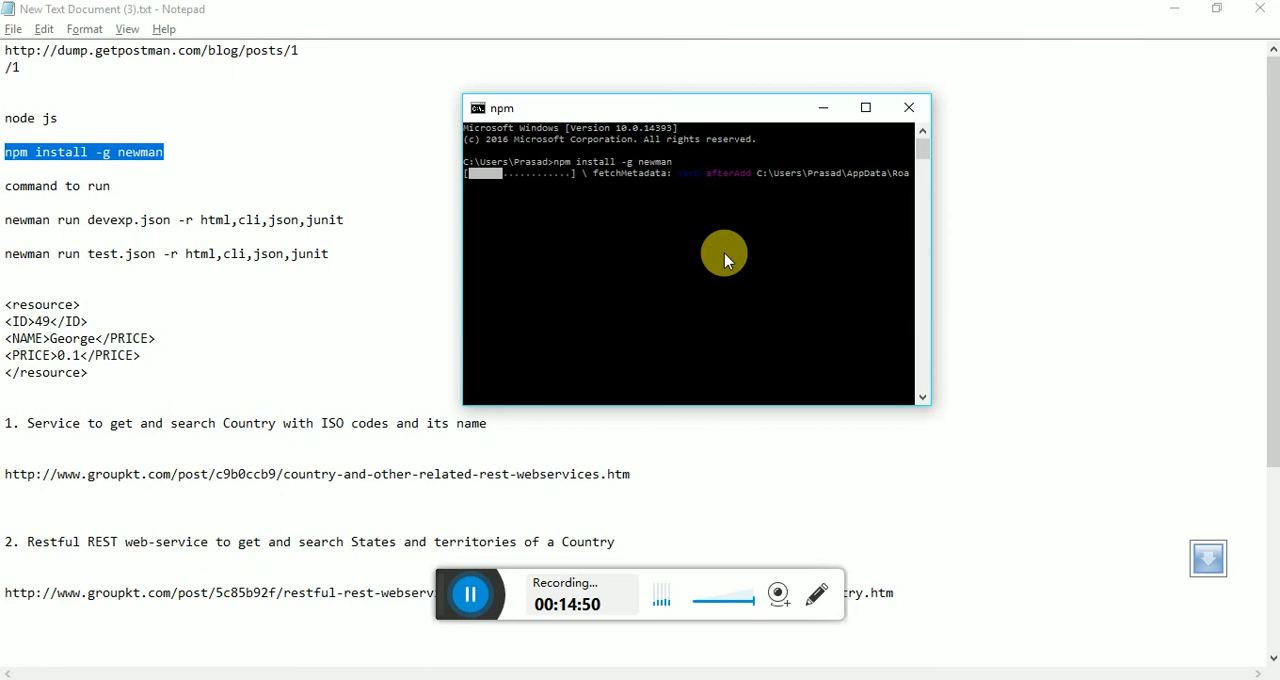 New Text Document (3).txt - Notepad
File Edit Format View Help
http://dump.getpostman.com/blog/posts/1
/1
node js
npm install -g newman
command to run
newman run devexp.json -r html,cli,json,junit
newman run test.json -r html,cli,json,junit
<resource>
<ID>49</ID>
<NAME>George</PRICE>
<PRICE>0.1</PRICE>
</resource>
1. Service to get and search Country with ISO codes and its name
http://www.groupkt.com/post/c9b0ccb9/country-and-other-related-rest-webservices.htm
2. Restful REST web-service to get and search States and territories of a Country
http://www.groupkt.com/post/5c85b92f/restful-rest-webservi
ry.htm
npm
Microsoft Windows [Version 10.0.14393]
(c) 2016 Microsoft Corporation. All rights reserved.
C:\Users\Prasad>npm install -g newman
[ ............] \ fetchMetadata: verb afterAdd C:\Users\Prasad\AppData\Roa
Recording...
00:14:50